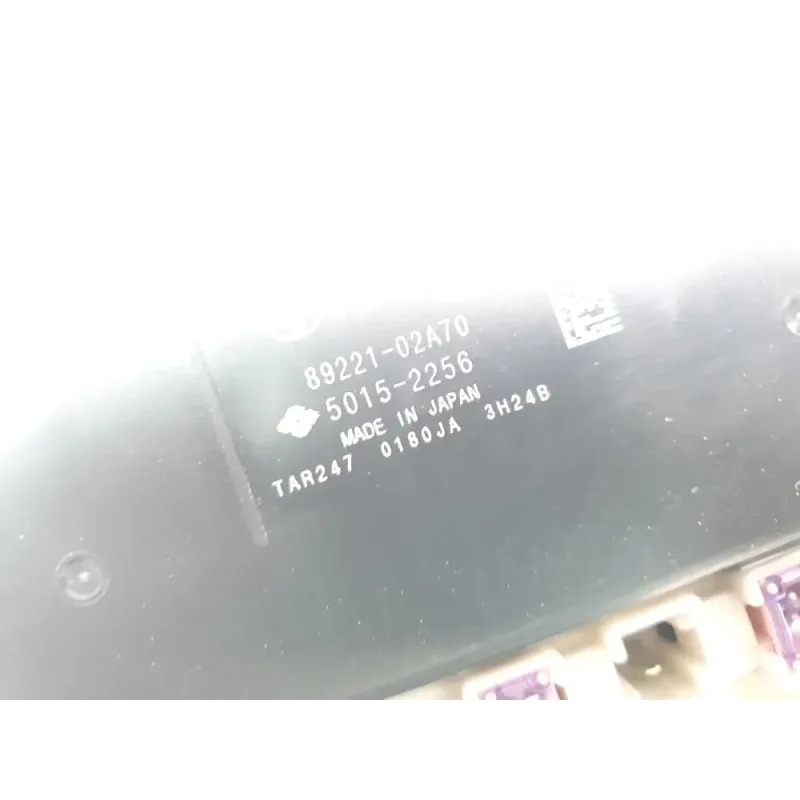 89221-02A70
5015-2256
MADE IN JAPAN
TAR247 0180JA 3H24B